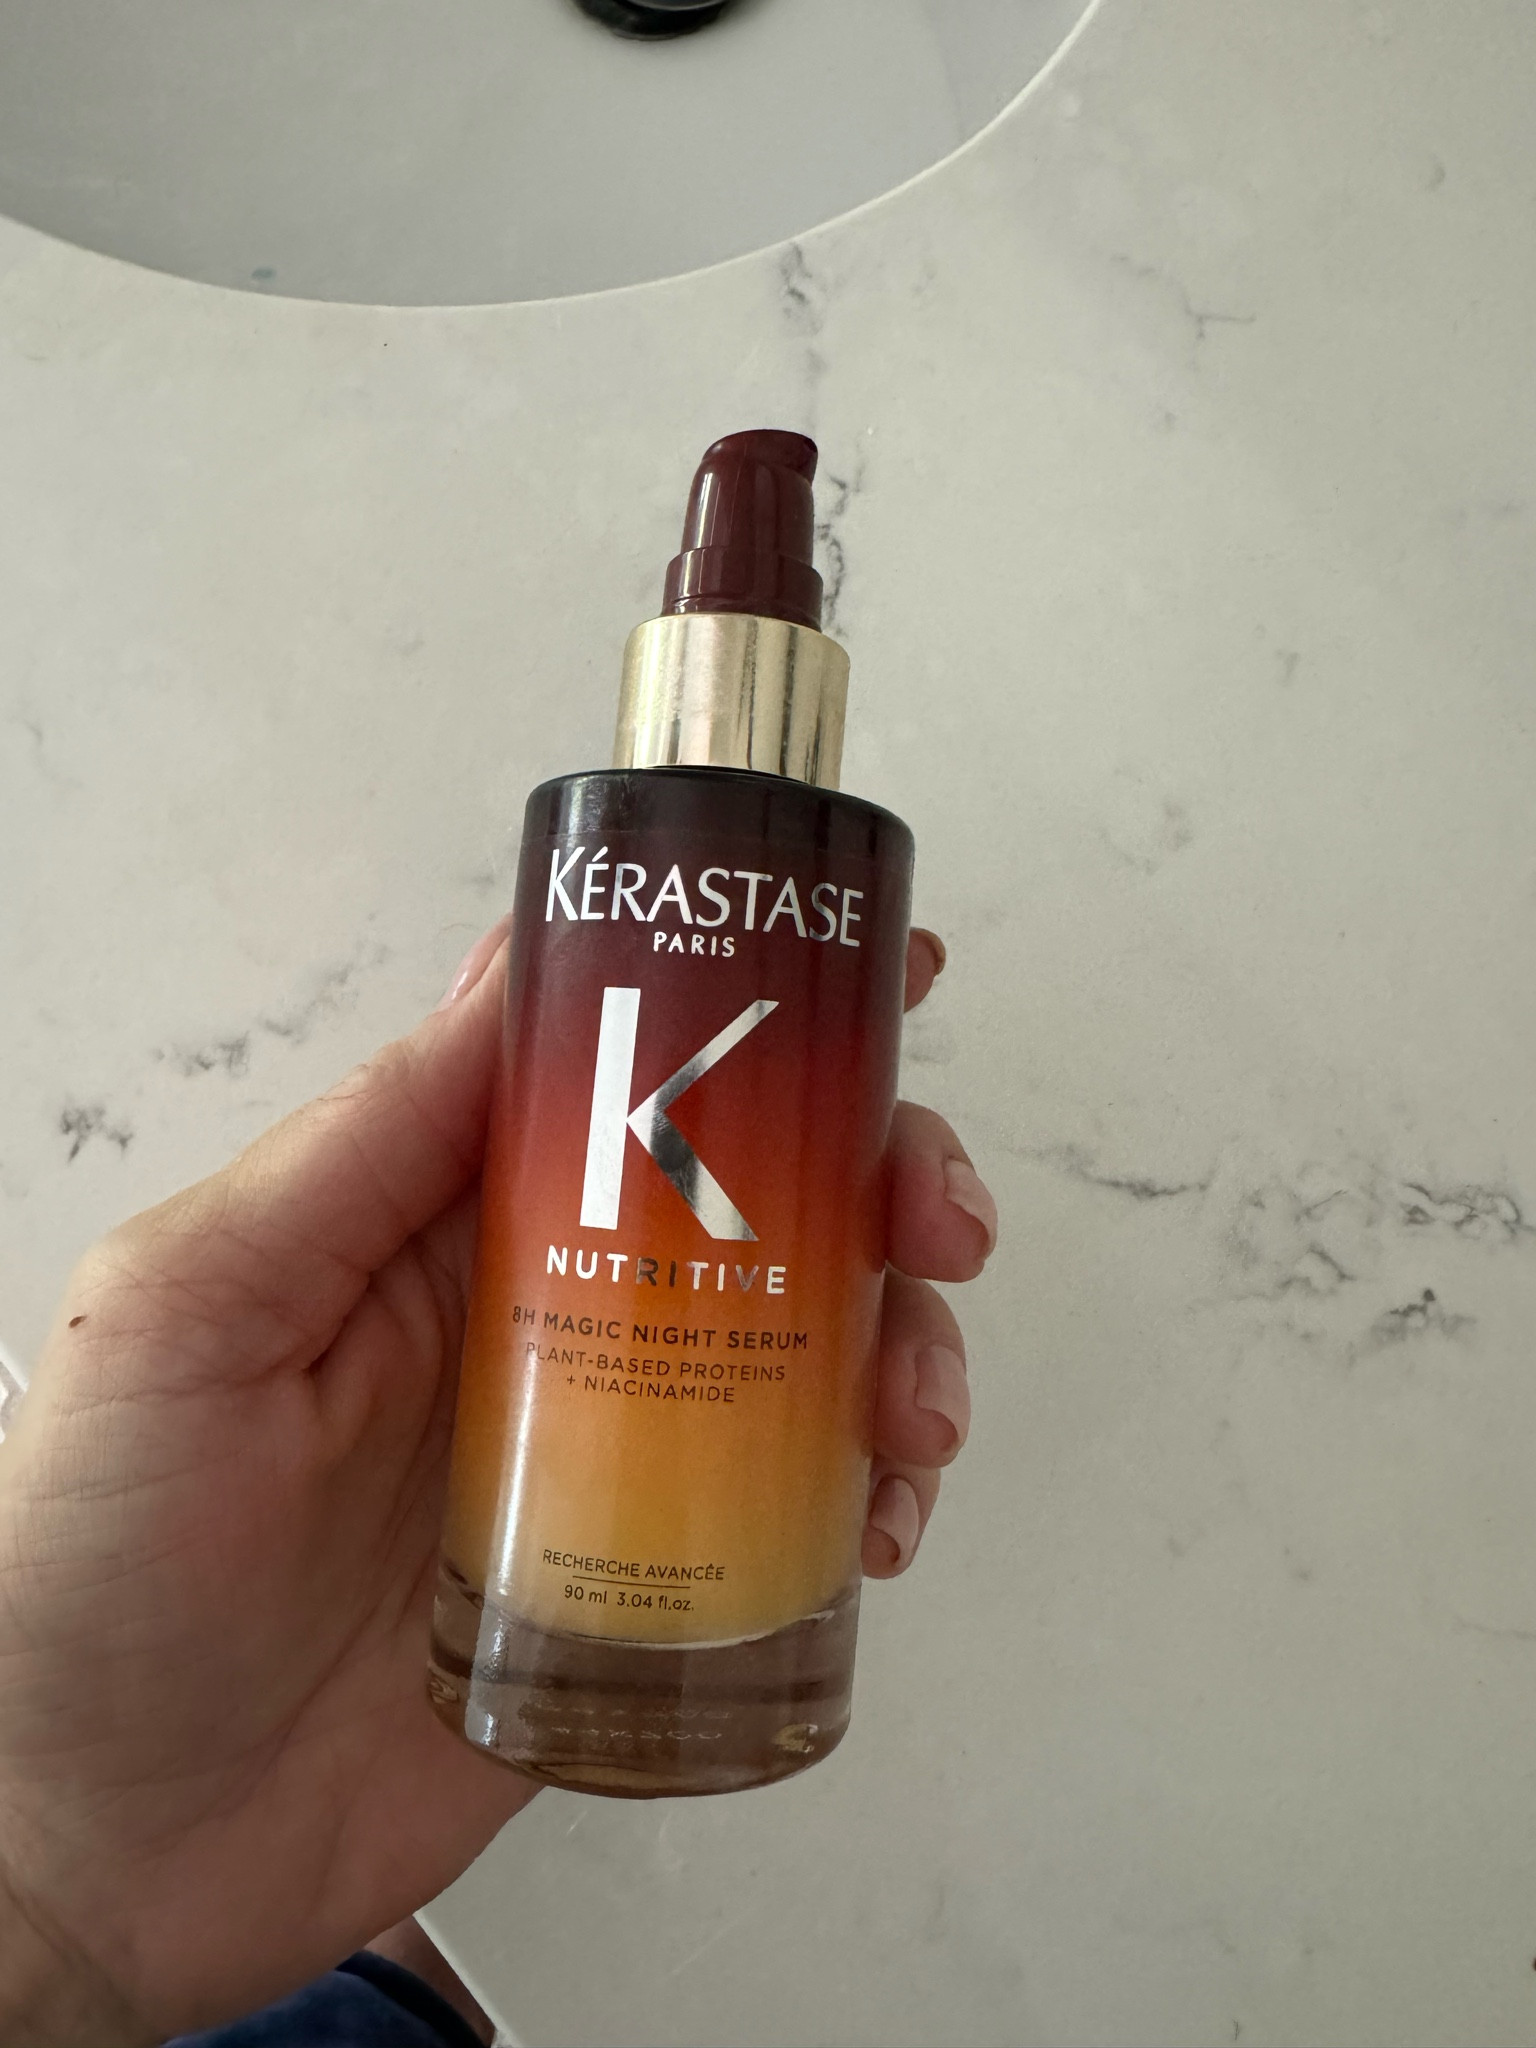 KÉRASTASE
PARIS
K
NUTRITIVE
8H MAGIC NIGHT SERUM
PLANT-BASED PROTEINS
+ NIACINAMIDE
RECHERCHE AVANCÉE
90 ml 3.04 fl.oz.